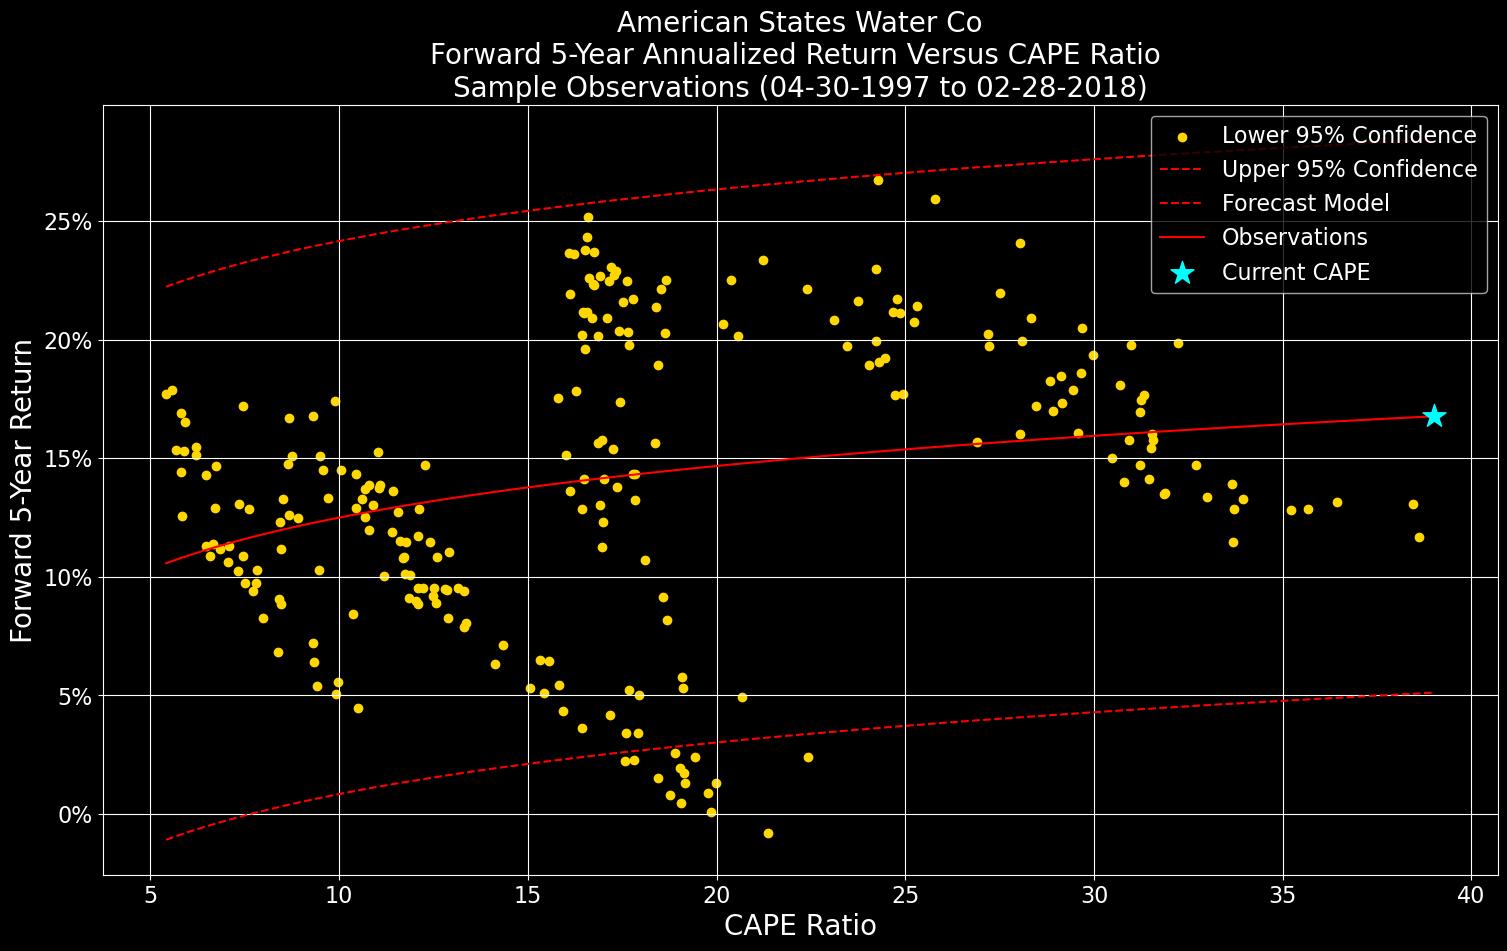 American States Water Co
Forward 5-Year Annualized Return Versus CAPE Ratio
Sample Observations (04-30-1997 to 02-28-2018)
Lower 95% Confidence
Upper 95% Confidence
Forecast Model
Observations
Current CAPE
Forward 5-Year Return
25%
20%
15%
10%
5%
0%
5 10 15 20 25 30 35 40
CAPE Ratio